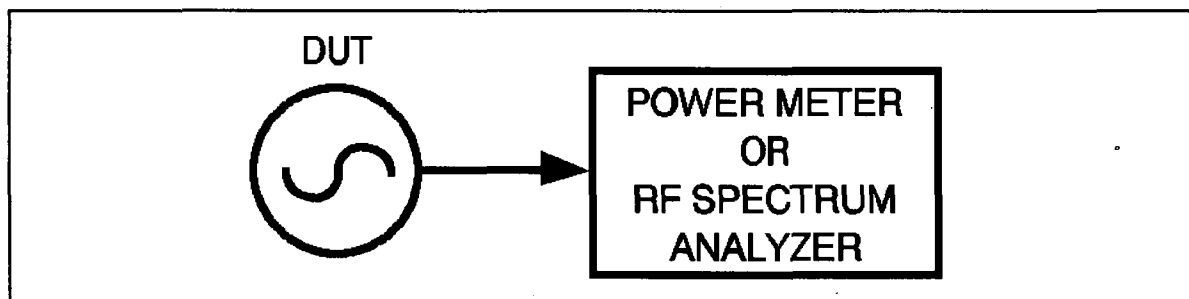 DUT
POWER METER
OR
RF SPECTRUM
ANALYZER